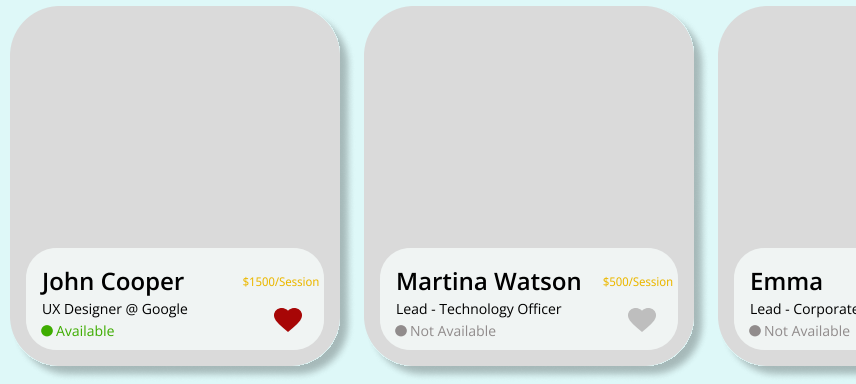 John Cooper
$1500/Session
UX Designer @ Google
Available
Martina Watson
$500/Session
Lead - Technology Officer
Not Available
Emma
Lead - Corporate
Not Available